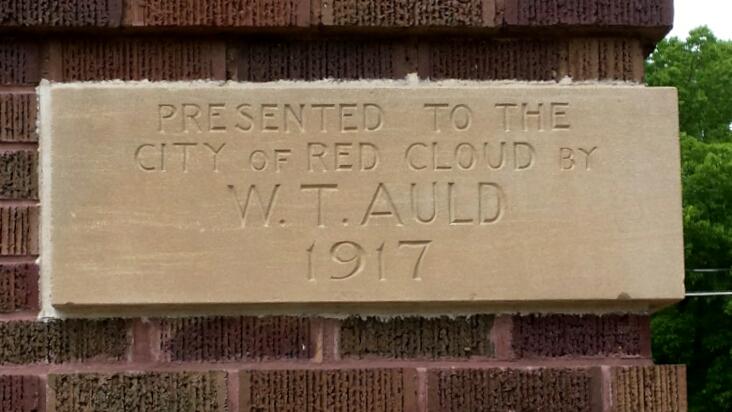 PRESENTED TO THE
CITY OF RED CLOUD BY
W. T. AULD
1917